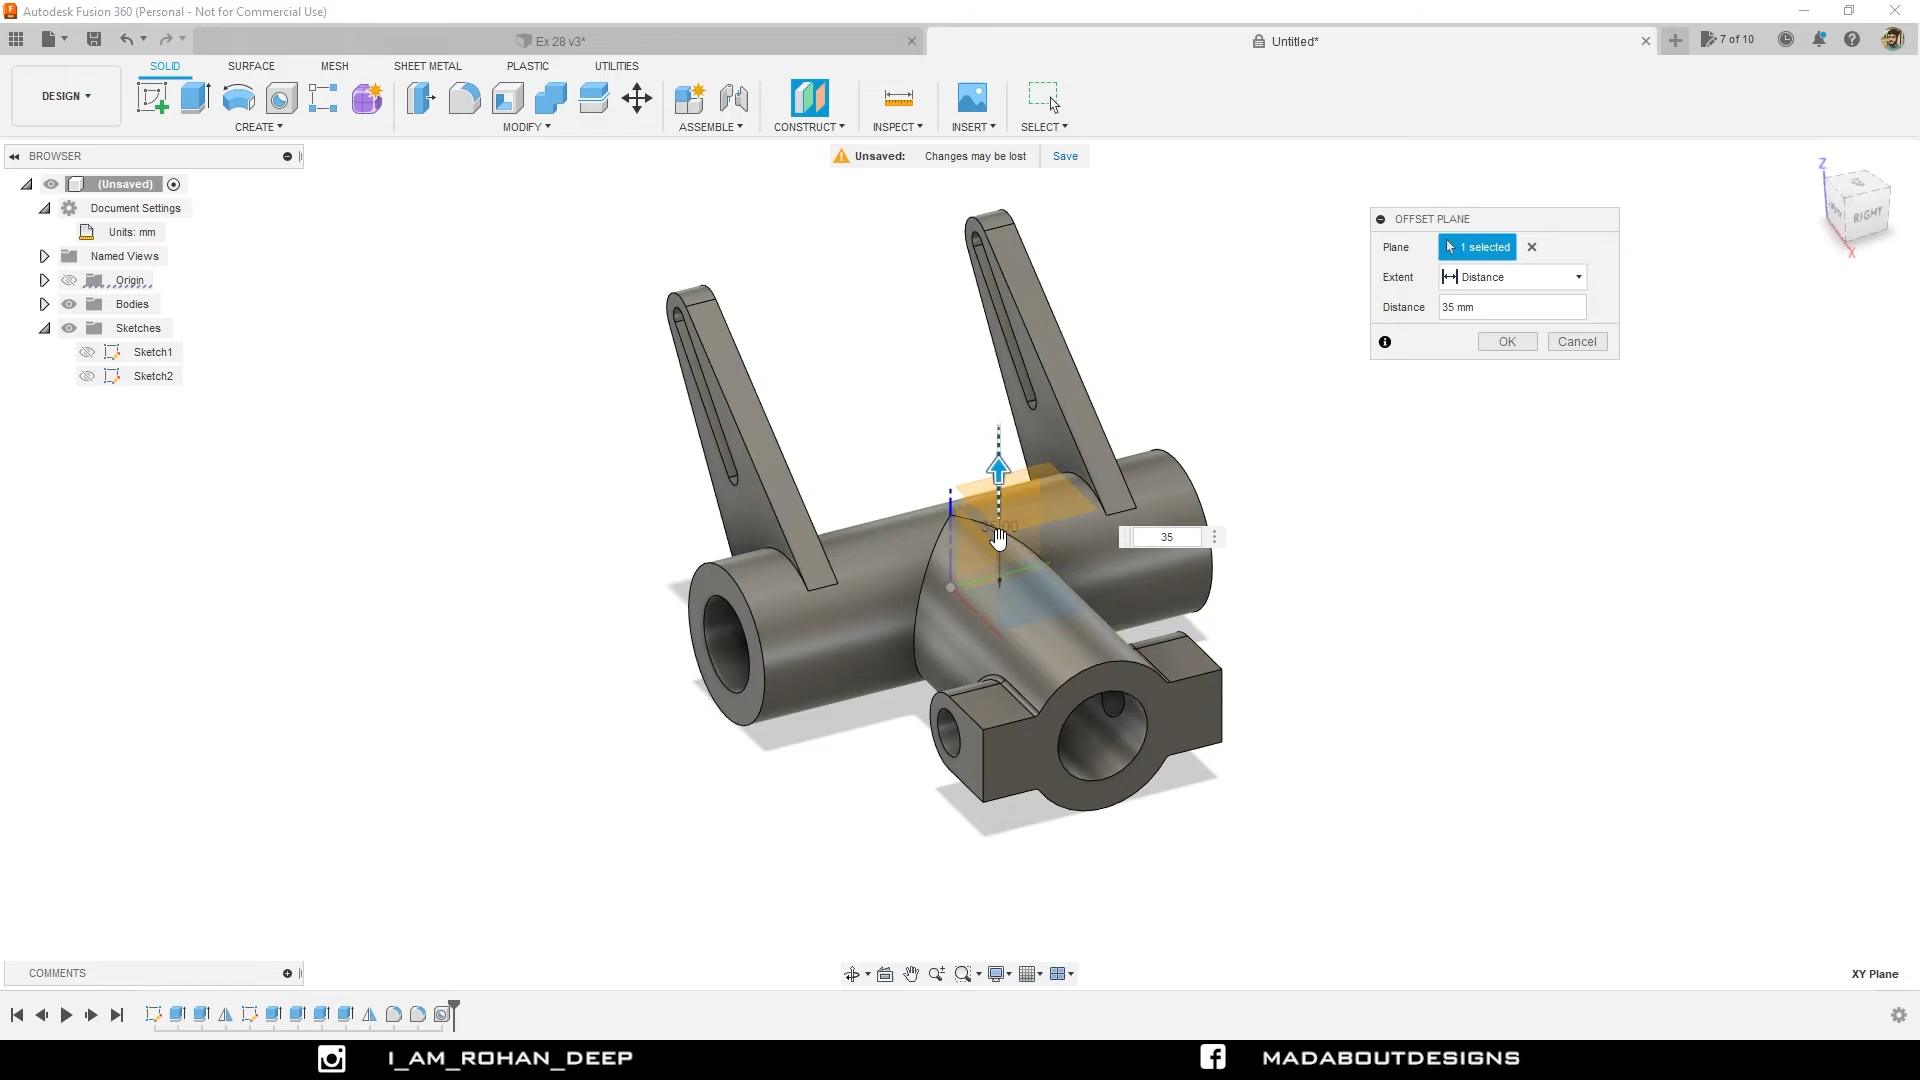 Autodesk Fusion 360 (Personal - Not for Commercial Use)
Ex 28 v3*
Untitled*
7 of 10
DESIGN
SOLID
SURFACE
MESH
SHEET METAL
PLASTIC
UTILITIES
CREATE
MODIFY
ASSEMBLE
CONSTRUCT
INSPECT
INSERT
SELECT
BROWSER
Unsaved: Changes may be lost Save
(Unsaved)
Document Settings
Units: mm
Named Views
Origin
Bodies
Sketches
Sketch1
Sketch2
Z
RIGHT
X
OFFSET PLANE
Plane 1 selected
Extent Distance
Distance 35 mm
OK Cancel
35.00
35
COMMENTS
XY Plane
I_AM_ROHAN_DEEP
MADABOUTDESIGNS